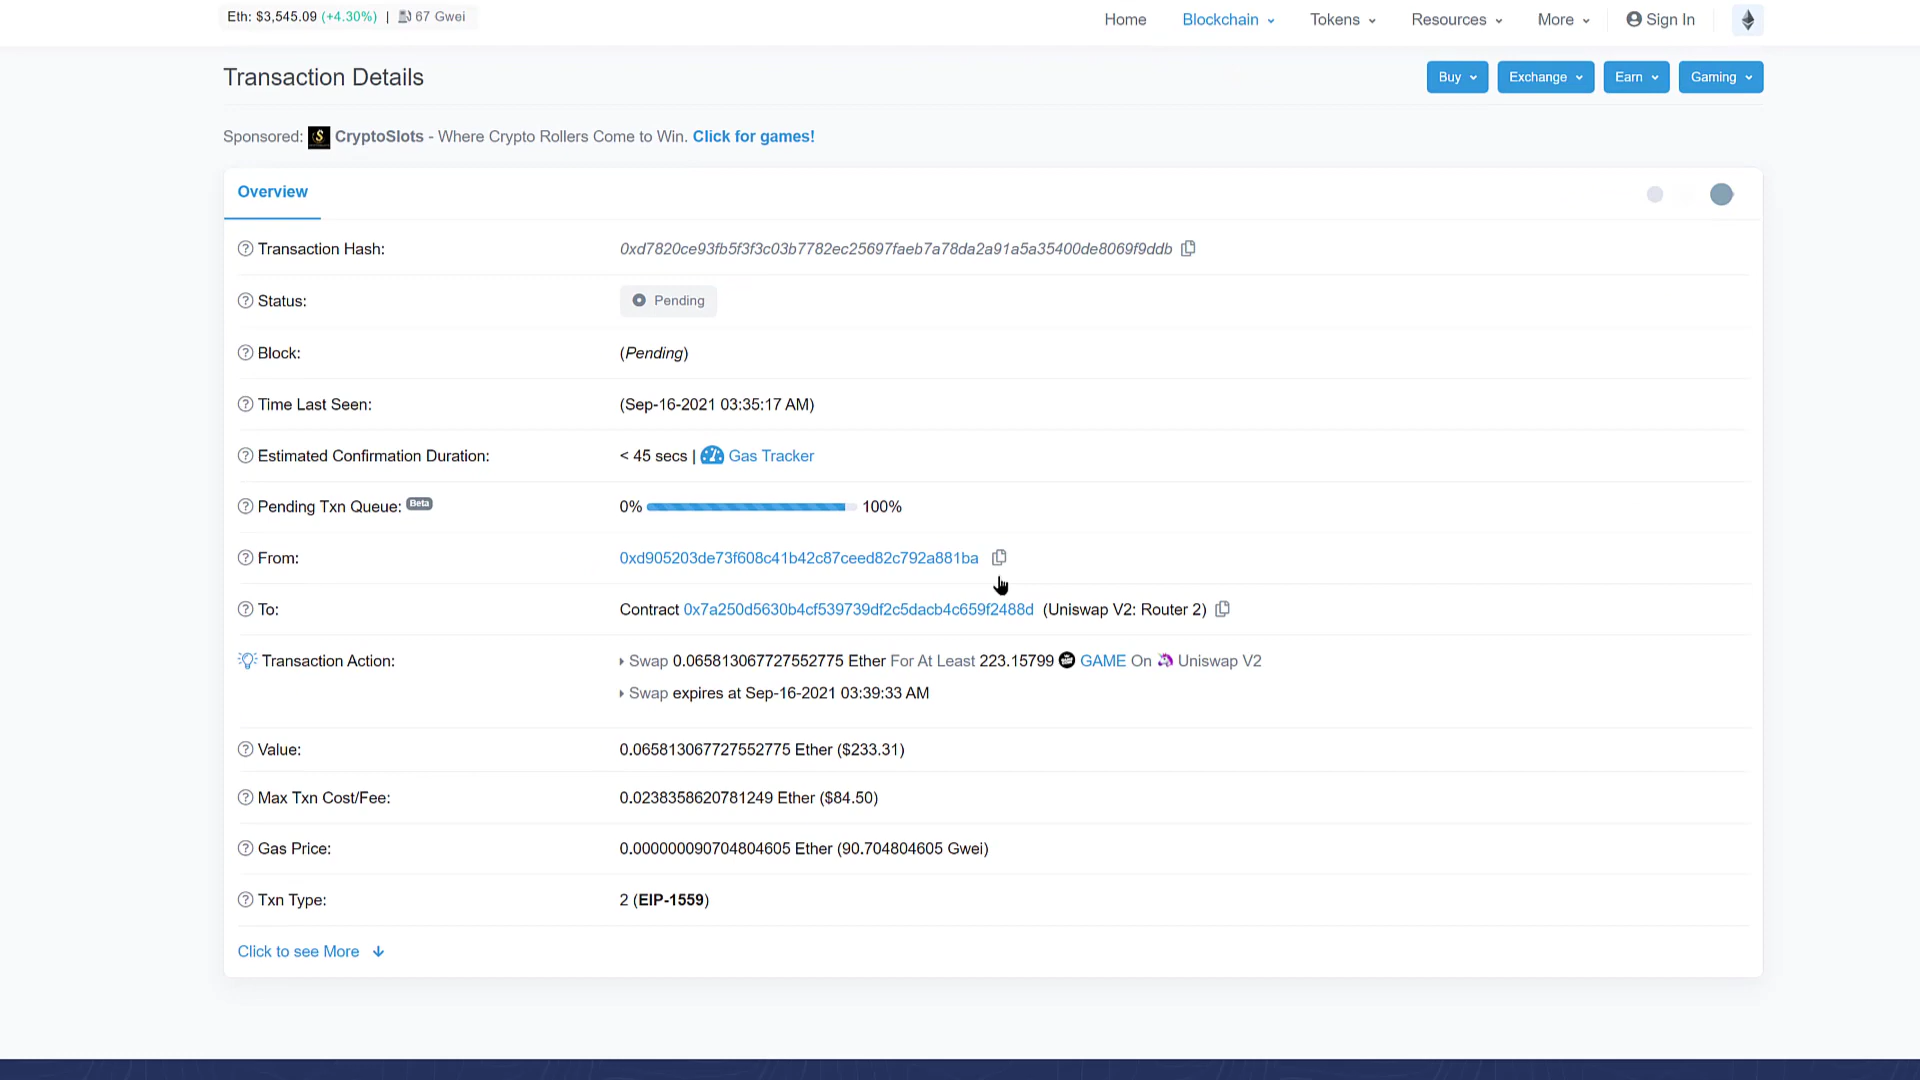 Eth: $3,545.09 (+4.30%) | 67 Gwei
Home Blockchain Tokens Resources More Sign In
Transaction Details
Buy Exchange Earn Gaming
Sponsored: CryptoSlots - Where Crypto Rollers Come to Win. Click for games!
Overview
Transaction Hash: 0xd7820ce93fb5f3f3c03b7782ec25697faeb7a78da2a91a5a35400de8069f9ddb
Status: Pending
Block: (Pending)
Time Last Seen: (Sep-16-2021 03:35:17 AM)
Estimated Confirmation Duration: < 45 secs | Gas Tracker
Pending Txn Queue: Beta 0% 100%
From: 0xd905203de73f608c41b42c87ceed82c792a881ba
To: Contract 0x7a250d5630b4cf539739df2c5dacb4c659f2488d (Uniswap V2: Router 2)
Transaction Action: Swap 0.065813067727552775 Ether For At Least 223.15799 GAME On Uniswap V2
Swap expires at Sep-16-2021 03:39:33 AM
Value: 0.065813067727552775 Ether ($233.31)
Max Txn Cost/Fee: 0.0238358620781249 Ether ($84.50)
Gas Price: 0.000000090704804605 Ether (90.704804605 Gwei)
Txn Type: 2 (EIP-1559)
Click to see More